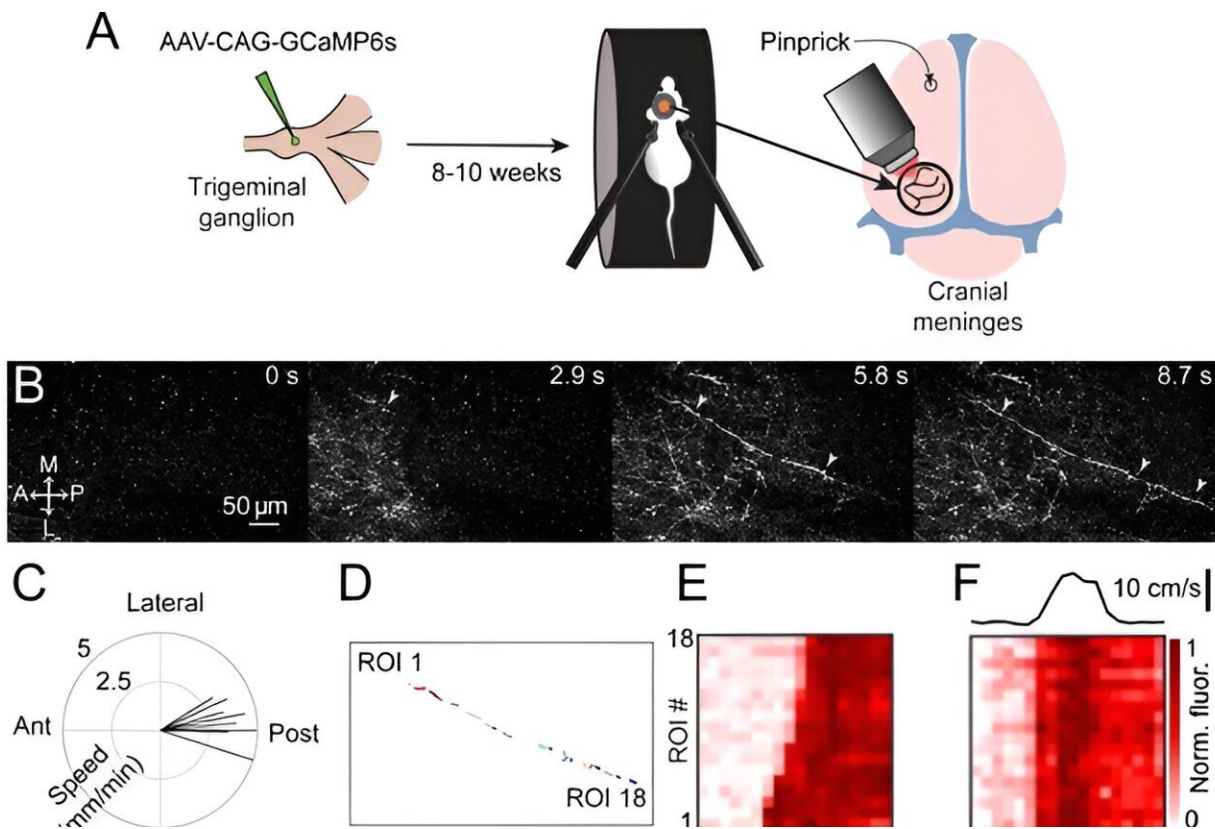 A
AAV-CAG-GCaMP6s
Trigeminal
ganglion
8-10 weeks
Pinprick
Cranial
meninges
B
0 s
2.9 s
5.8 s
8.7 s
M
A
P
L
50 µm
C
Lateral
5
2.5
Ant
Post
Speed
(mm/min)
D
ROI 1
ROI 18
E
18
ROI #
1
F
10 cm/s
1
Norm. fluor.
0